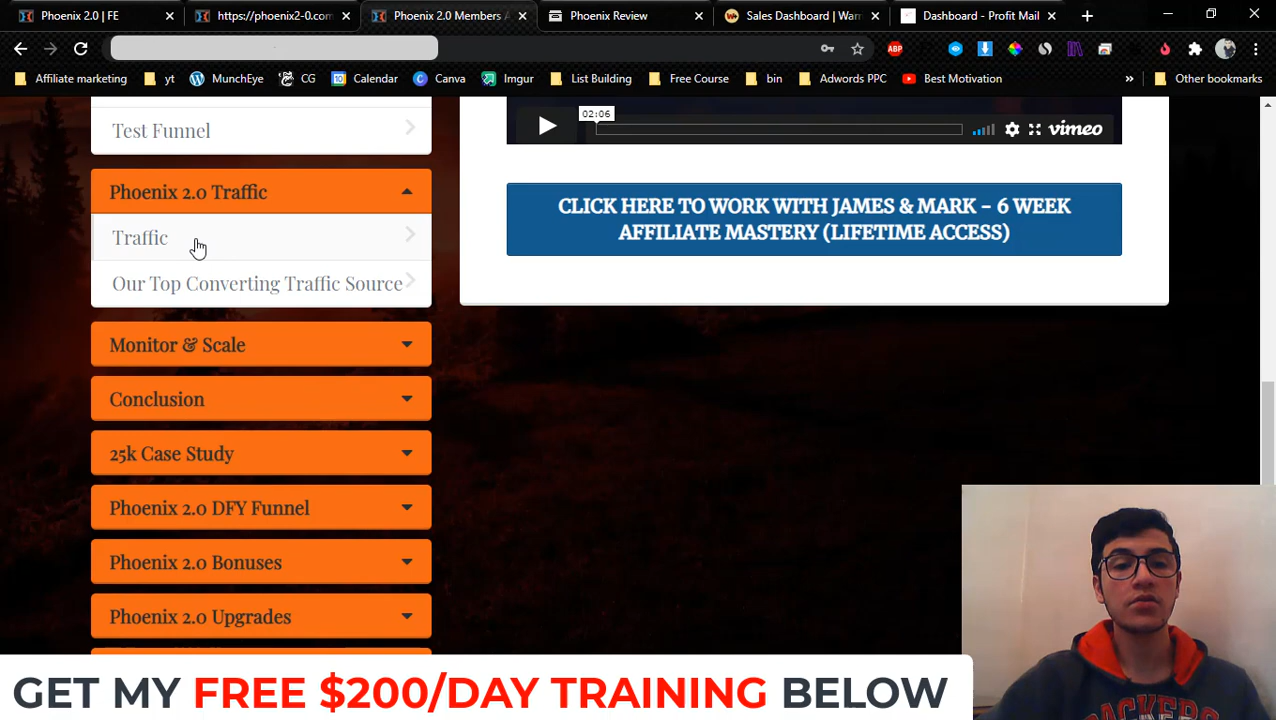 Phoenix 2.0 | FE
https://phoenix2-0.com
Phoenix 2.0 Members A
Phoenix Review
Sales Dashboard | Warr
Dashboard - Profit Mail
ABP
Affiliate marketing
yt
MunchEye
CG
Calendar
Canva
Imgur
List Building
Free Course
bin
Adwords PPC
Best Motivation
Other bookmarks
Test Funnel
Phoenix 2.0 Traffic
Traffic
Our Top Converting Traffic Source
Monitor & Scale
Conclusion
25k Case Study
Phoenix 2.0 DFY Funnel
Phoenix 2.0 Bonuses
Phoenix 2.0 Upgrades
02:06
vimeo
CLICK HERE TO WORK WITH JAMES & MARK - 6 WEEK
AFFILIATE MASTERY (LIFETIME ACCESS)
PACKERS
GET MY FREE $200/DAY TRAINING BELOW